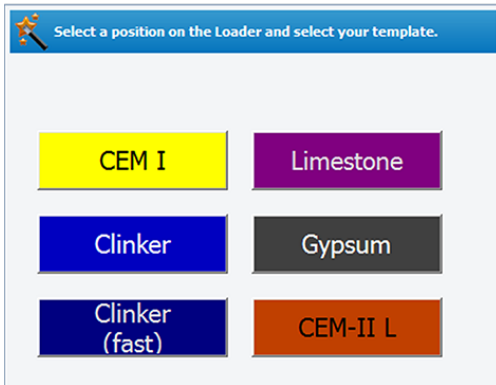 Select a position on the Loader and select your template.
CEM I
Limestone
Clinker
Gypsum
Clinker
(fast)
CEM-II L